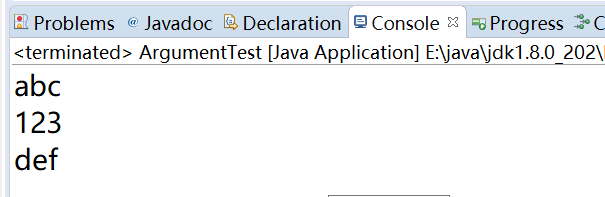 Problems @ Javadoc Declaration Console Progress C
<terminated> ArgumentTest [Java Application] E:\java\jdk1.8.0_202\
abc
123
def